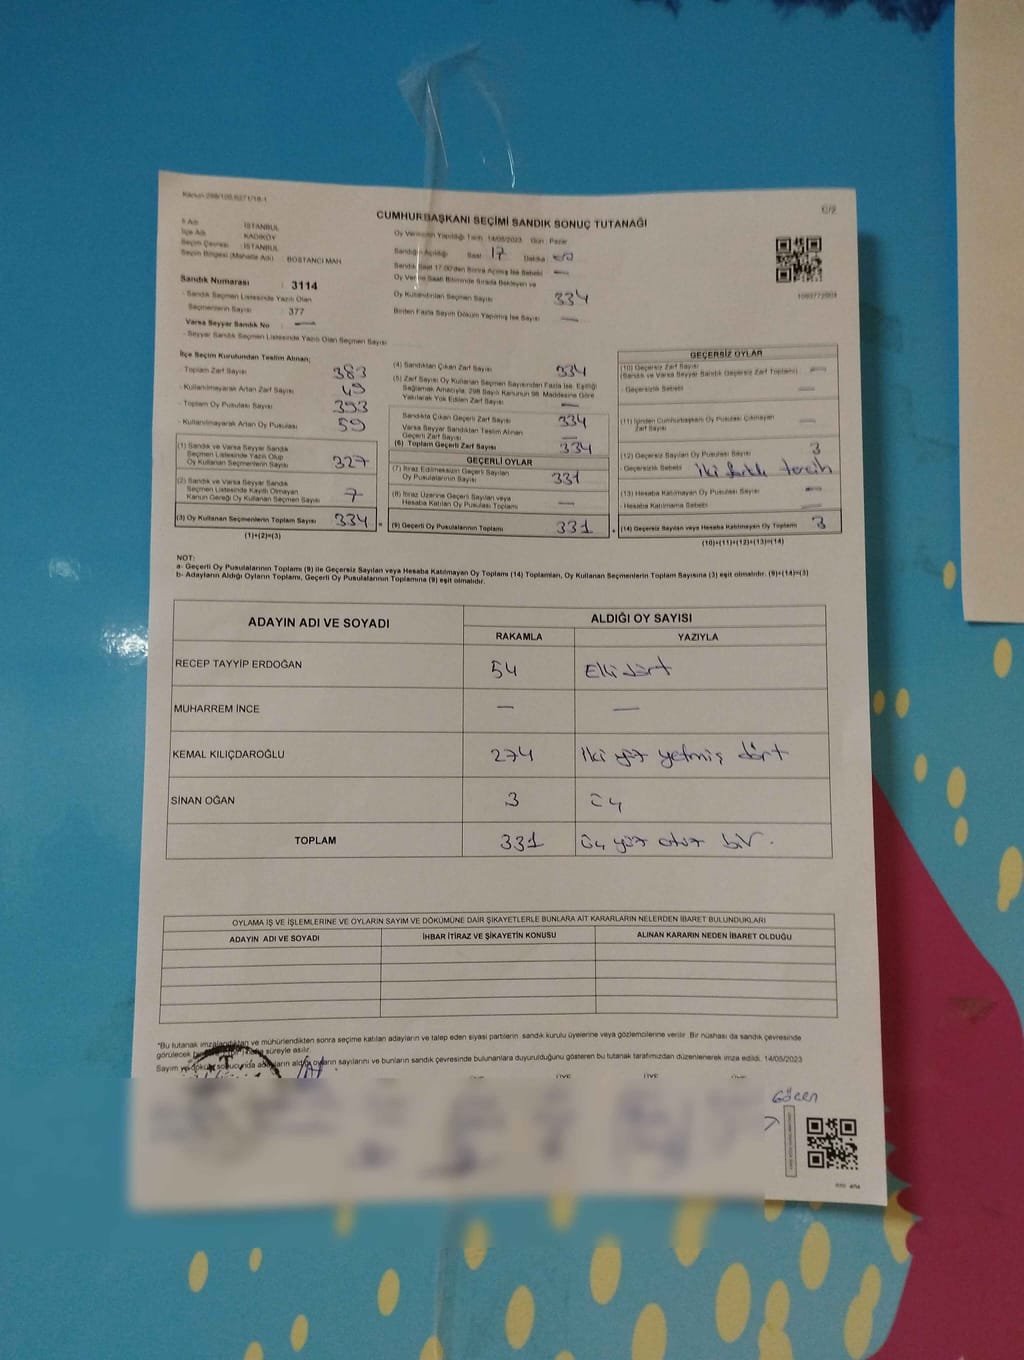 Kanun 298/100,6271/18-1
C/2
CUMHURBAŞKANI SEÇİMİ SANDIK SONUÇ TUTANAĞI
İl Adı : İSTANBUL
İlçe Adı : KADIKÖY
Seçim Çevresi : İSTANBUL
Seçim Bölgesi (Mahalle Adı) : BOSTANCI MAH.
Sandık Numarası : 3114
- Sandık Seçmen Listesinde Yazılı Olan
Seçmenlerin Sayısı : 377
Varsa Seyyar Sandık No : —
- Seyyar Sandık Seçmen Listesinde Yazılı Olan Seçmen Sayısı
Oy Vermenin Yapıldığı Tarih : 14/05/2023 Gün : Pazar
Sandığın Açıldığı Saat 17 Dakika
Sandık Saat 17.00'den Sonra Açılmış İse Sebebi —
Oy Verme Saati Bitiminde Sırada Bekleyen ve
Oy Kullandırılan Seçmen Sayısı 334
Birden Fazla Sayım Döküm Yapılmış İse Sayısı —
İlçe Seçim Kurulundan Teslim Alınan;
- Toplam Zarf Sayısı 383
- Kullanılmayarak Artan Zarf Sayısı 49
- Toplam Oy Pusulası Sayısı 393
- Kullanılmayarak Artan Oy Pusulası 59
(1) Sandık ve Varsa Seyyar Sandık
Seçmen Listesinde Yazılı Olup
Oy Kullanan Seçmenlerin Sayısı 327
(2) Sandık ve Varsa Seyyar Sandık
Seçmen Listesinde Kayıtlı Olmayan
Kanun Gereği Oy Kullanan Seçmen Sayısı 7
(3) Oy Kullanan Seçmenlerin Toplam Sayısı 334
(1)+(2)=(3)
(4) Sandıktan Çıkan Zarf Sayısı 334
(5) Zarf Sayısı Oy Kullanan Seçmen Sayısından Fazla İse, Eşitliği
Sağlamak Amacıyla, 298 Sayılı Kanunun 98. Maddesine Göre
Yakılarak Yok Edilen Zarf Sayısı —
Sandıkta Çıkan Geçerli Zarf Sayısı 334
Varsa Seyyar Sandıktan Teslim Alınan
Geçerli Zarf Sayısı —
(6) Toplam Geçerli Zarf Sayısı 334
GEÇERLİ OYLAR
(7) İtiraz Edilmeksizin Geçerli Sayılan
Oy Pusulalarının Sayısı 331
(8) İtiraz Üzerine Geçerli Sayılan veya
Hesaba Katılan Oy Pusulası Toplamı —
(9) Geçerli Oy Pusulalarının Toplamı 331
GEÇERSİZ OYLAR
(10) Geçersiz Zarf Sayısı
(Sandık ve Varsa Seyyar Sandık Geçersiz Zarf Toplamı) —
- Geçersizlik Sebebi —
(11) İçinden Cumhurbaşkanı Oy Pusulası Çıkmayan
Zarf Sayısı —
(12) Geçersiz Sayılan Oy Pusulası Sayısı 3
Geçersizlik Sebebi iki farklı tercih
(13) Hesaba Katılmayan Oy Pusulası Sayısı —
- Hesaba Katılmama Sebebi —
(14) Geçersiz Sayılan veya Hesaba Katılmayan Oy Toplamı 3
(10)+(11)+(12)+(13)=(14)
NOT:
a- Geçerli Oy Pusulalarının Toplamı (9) ile Geçersiz Sayılan veya Hesaba Katılmayan Oy Toplamı (14) Toplamları, Oy Kullanan Seçmenlerin Toplam Sayısına (3) eşit olmalıdır. (9)+(14)=(3)
b- Adayların Aldığı Oyların Toplamı, Geçerli Oy Pusulalarının Toplamına (9) eşit olmalıdır.
ADAYIN ADI VE SOYADI ALDIĞI OY SAYISI
RAKAMLA YAZIYLA
RECEP TAYYİP ERDOĞAN 54 Elli dört
MUHARREM İNCE — —
KEMAL KILIÇDAROĞLU 274 İki yüz yetmiş dört
SİNAN OĞAN 3 üç
TOPLAM 331 üç yüz otuz bir.
OYLAMA İŞ VE İŞLEMLERİNE VE OYLARIN SAYIM VE DÖKÜMÜNE DAİR ŞİKAYETLERLE BUNLARA AİT KARARLARIN NELERDEN İBARET BULUNDUKLARI
ADAYIN ADI VE SOYADI İHBAR İTİRAZ VE ŞİKAYETİN KONUSU ALINAN KARARIN NEDEN İBARET OLDUĞU
*Bu tutanak imzalandıktan ve mühürlendikten sonra seçime katılan adayların ve talep eden siyasi partilerin sandık kurulu üyelerine veya gözlemcilerine verilir. Bir nüshası da sandık çevresinde
görülecek süreyle asılır.
Sayım ve döküm sonucunda adayların aldığı oyların sayılarını ve bunların sandık çevresinde bulunanlara duyurulduğunu gösteren bu tutanak tarafımızdan düzenlenerek imza edildi. 14/05/2023
ÜYE ÜYE ÜYE ÜYE
Göcen